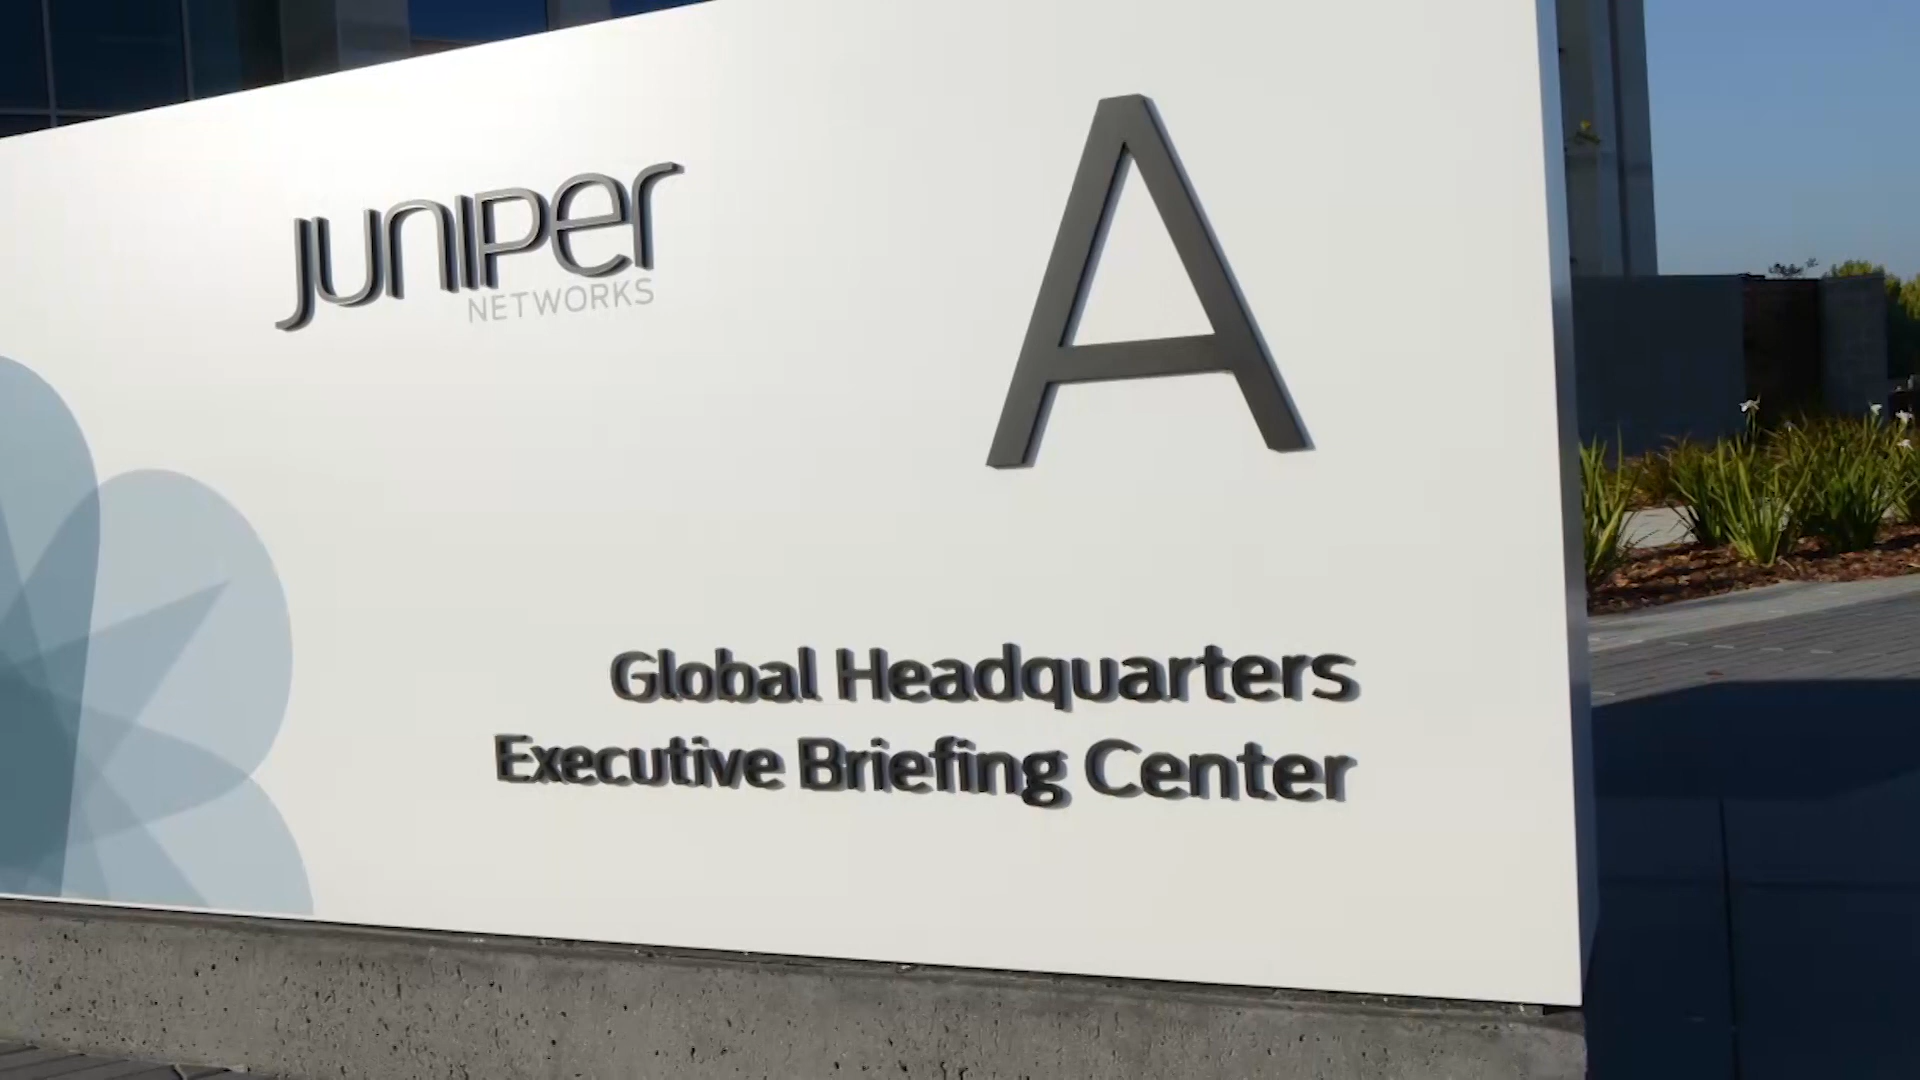 Juniper
NETWORKS
A
Global Headquarters
Executive Briefing Center